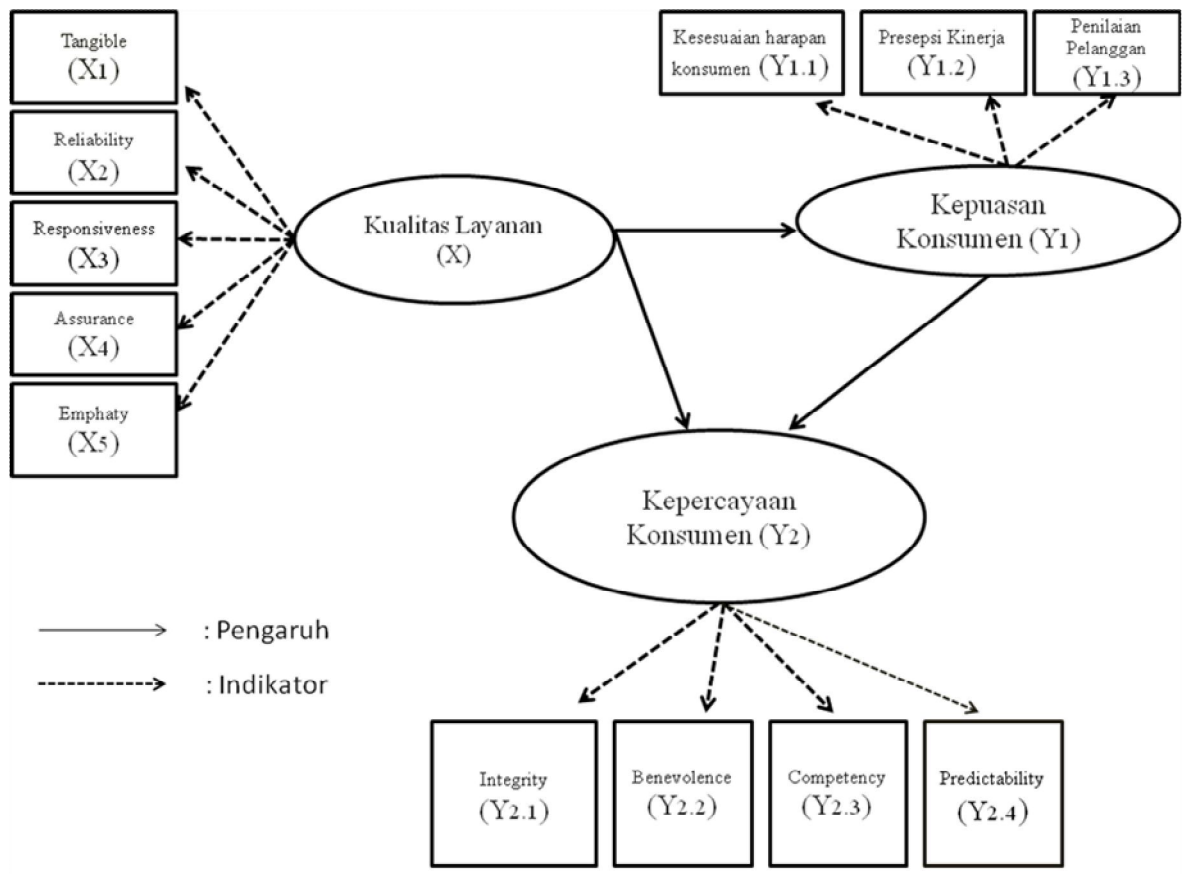 Tangible
(X1)
Reliability
(X2)
Responsiveness
(X3)
Assurance
(X4)
Emphaty
(X5)
Kualitas Layanan
(X)
Kesesuaian harapan
konsumen (Y1.1)
Presepsi Kinerja
(Y1.2)
Penilaian
Pelanggan
(Y1.3)
Kepuasan
Konsumen (Y1)
Kepercayaan
Konsumen (Y2)
: Pengaruh
: Indikator
Integrity
(Y2.1)
Benevolence
(Y2.2)
Competency
(Y2.3)
Predictability
(Y2.4)